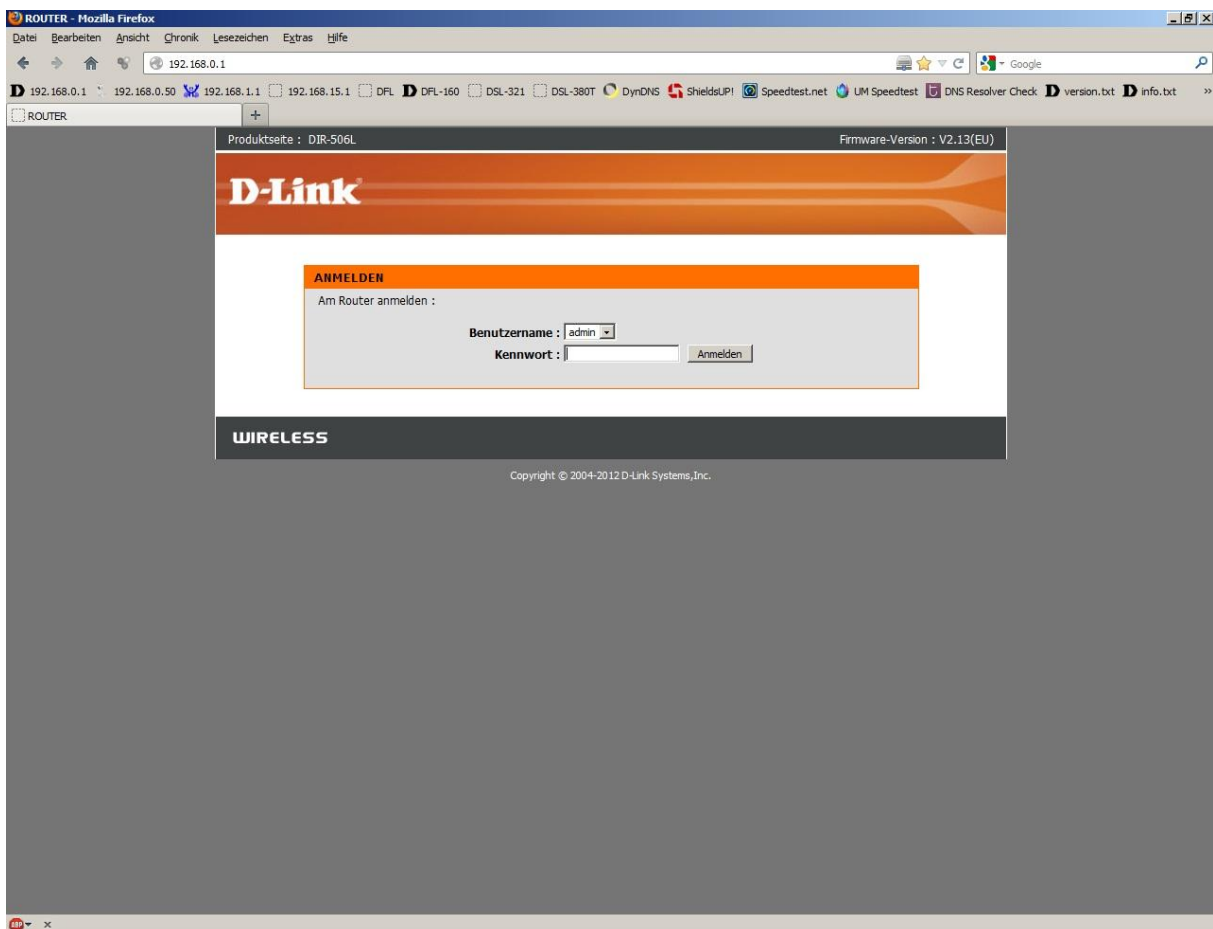 ROUTER - Mozilla Firefox
Datei Bearbeiten Ansicht Chronik Lesezeichen Extras Hilfe
192.168.0.1
Google
192.168.0.1 192.168.0.50 192.168.1.1 192.168.15.1 DFL DFL-160 DSL-321 DSL-380T DynDNS ShieldsUP! Speedtest.net UM Speedtest DNS Resolver Check version.txt info.txt »
ROUTER
Produktseite : DIR-506L Firmware-Version : V2.13(EU)
D-Link
ANMELDEN
Am Router anmelden :
Benutzername : admin
Kennwort : Anmelden
WIRELESS
Copyright © 2004-2012 D-Link Systems,Inc.
ABP